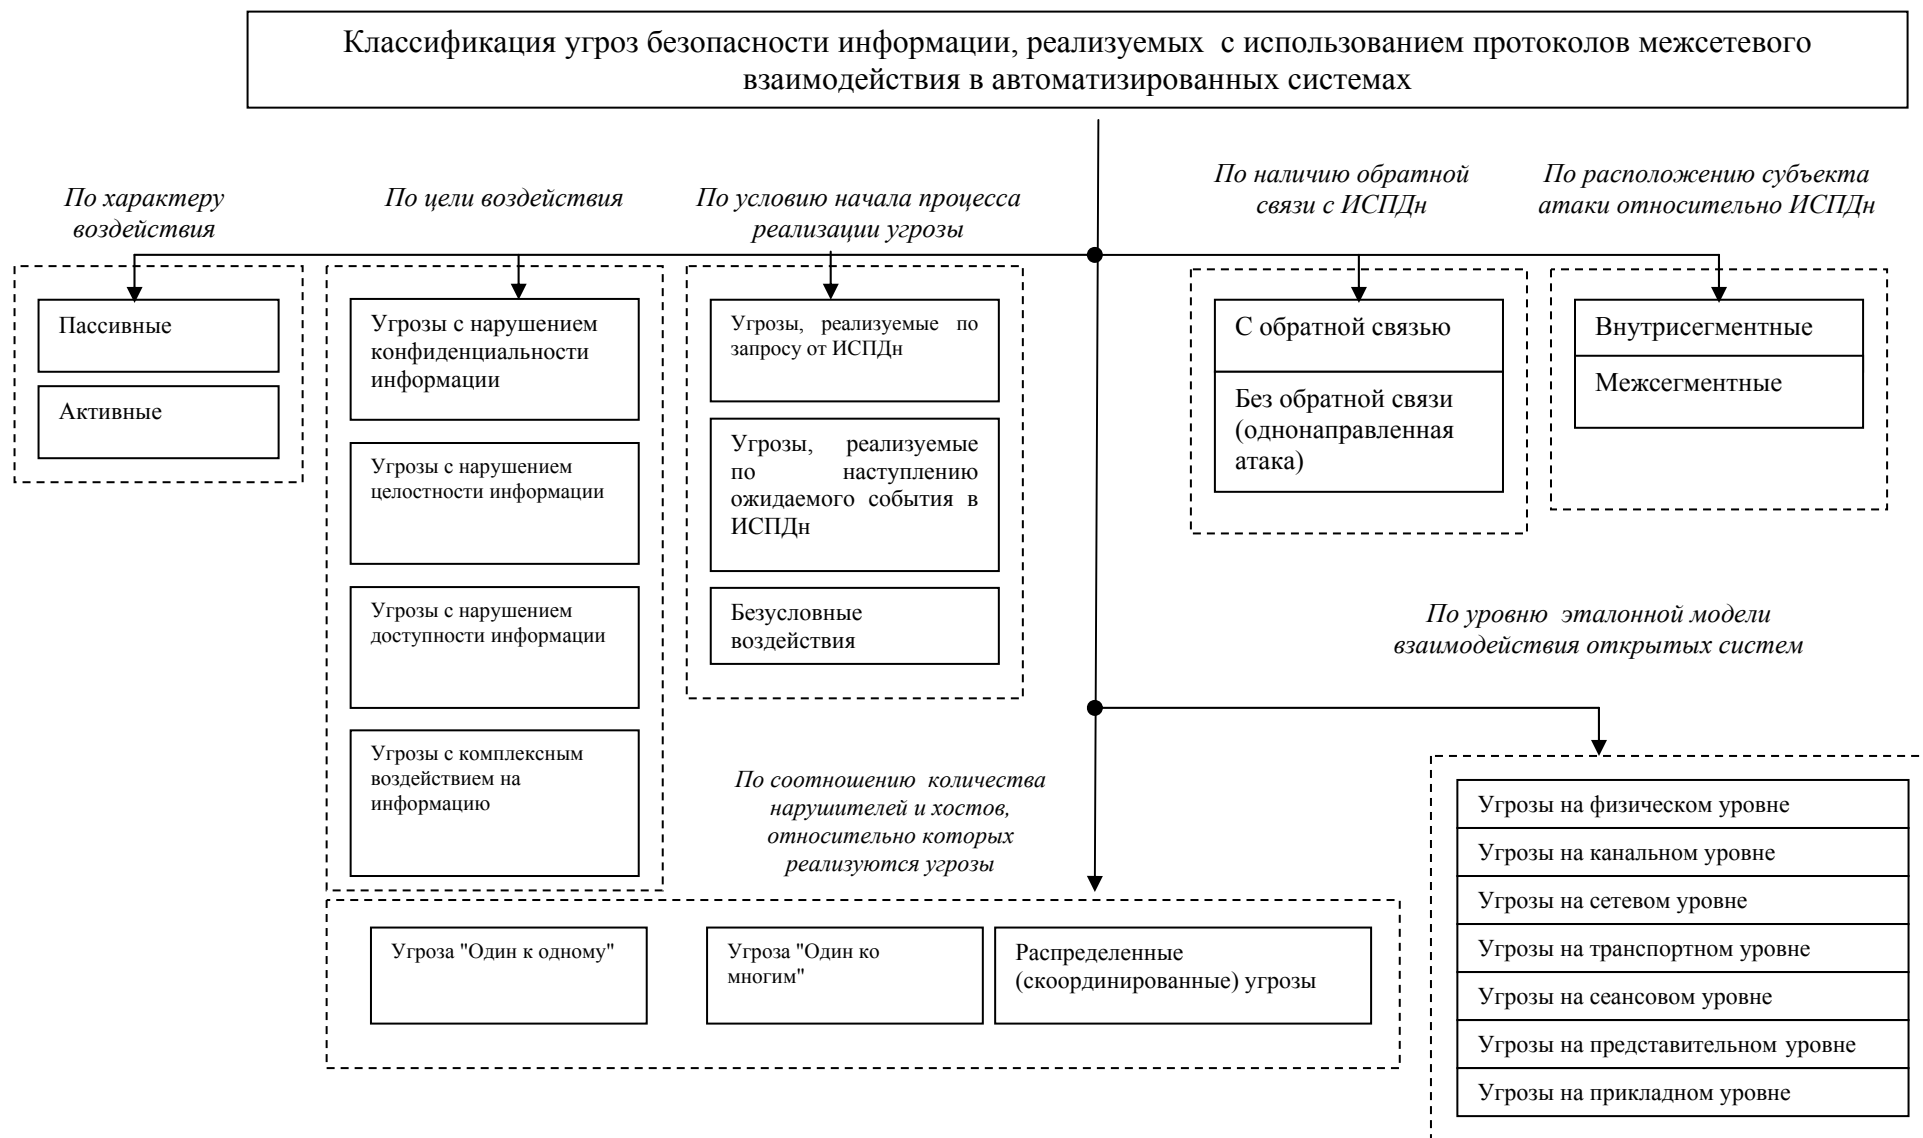 Классификация угроз безопасности информации, реализуемых с использованием протоколов межсетевого
взаимодействия в автоматизированных системах
По характеру
воздействия
По цели воздействия
По условию начала процесса
реализации угрозы
По наличию обратной
связи с ИСПДн
По расположению субъекта
атаки относительно ИСПДн
Пассивные
Активные
Угрозы с нарушением
конфиденциальности
информации
Угрозы с нарушением
целостности информации
Угрозы с нарушением
доступности информации
Угрозы с комплексным
воздействием на
информацию
Угрозы, реализуемые по
запросу от ИСПДн
Угрозы, реализуемые
по наступлению
ожидаемого события в
ИСПДн
Безусловные
воздействия
С обратной связью
Без обратной связи
(однонаправленная
атака)
Внутрисегментные
Межсегментные
По уровню эталонной модели
взаимодействия открытых систем
По соотношению количества
нарушителей и хостов,
относительно которых
реализуются угрозы
Угроза "Один к одному"
Угроза "Один ко
многим"
Распределенные
(скоординированные) угрозы
Угрозы на физическом уровне
Угрозы на канальном уровне
Угрозы на сетевом уровне
Угрозы на транспортном уровне
Угрозы на сеансовом уровне
Угрозы на представительном уровне
Угрозы на прикладном уровне